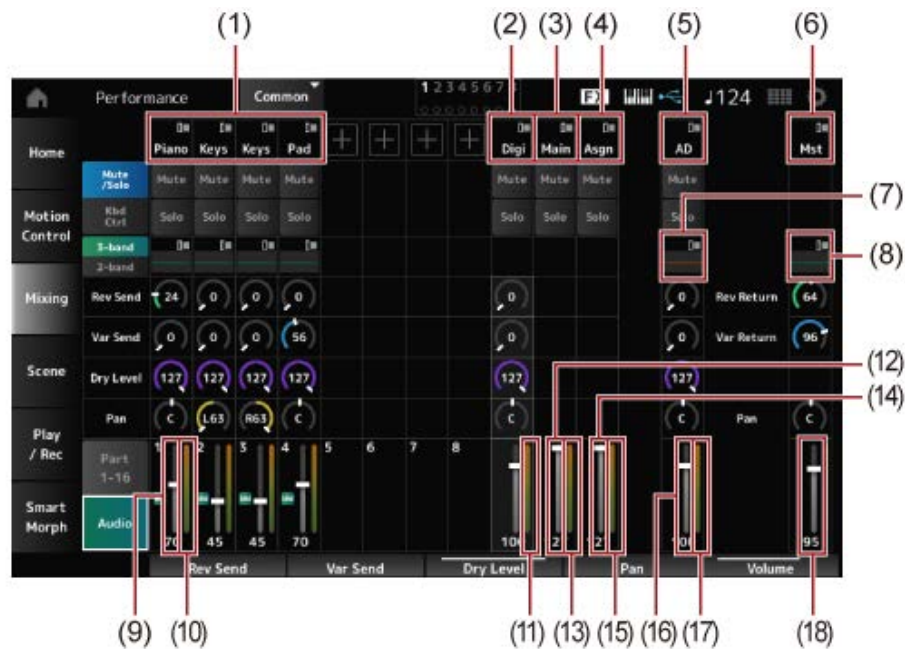 (1) (2) (3) (4) (5) (6)
Performance Common 1 2 3 4 5 6 7 8 FX ♩124
Home Piano Keys Keys Pad + + + + Digi Main Asgn AD Mst
Mute /Solo Mute Mute Mute Mute Mute Mute Mute Mute
(7)
Motion Control Kbd Ctrl Solo Solo Solo Solo Solo Solo Solo Solo
3-band
2-band
(8)
Mixing Rev Send 24 0 0 0 0 0 Rev Return 64
Var Send 0 0 0 56 0 0 Var Return 96
(12)
Scene Dry Level 127 127 127 127 127 127
(14)
Pan C L63 R63 C C C Pan C
Play / Rec Part 1-16 1 2 3 4 5 6 7 8
Smart Morph Audio 70 45 45 70 100 127 127 100 95
Rev Send Var Send Dry Level Pan Volume
(9) (10) (11) (13) (15) (16) (17) (18)